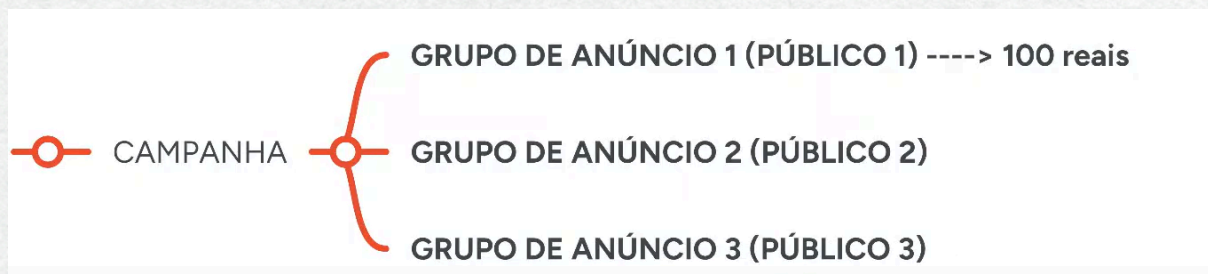 GRUPO DE ANÚNCIO 1 (PÚBLICO 1) ----> 100 reais
CAMPANHA GRUPO DE ANÚNCIO 2 (PÚBLICO 2)
GRUPO DE ANÚNCIO 3 (PÚBLICO 3)